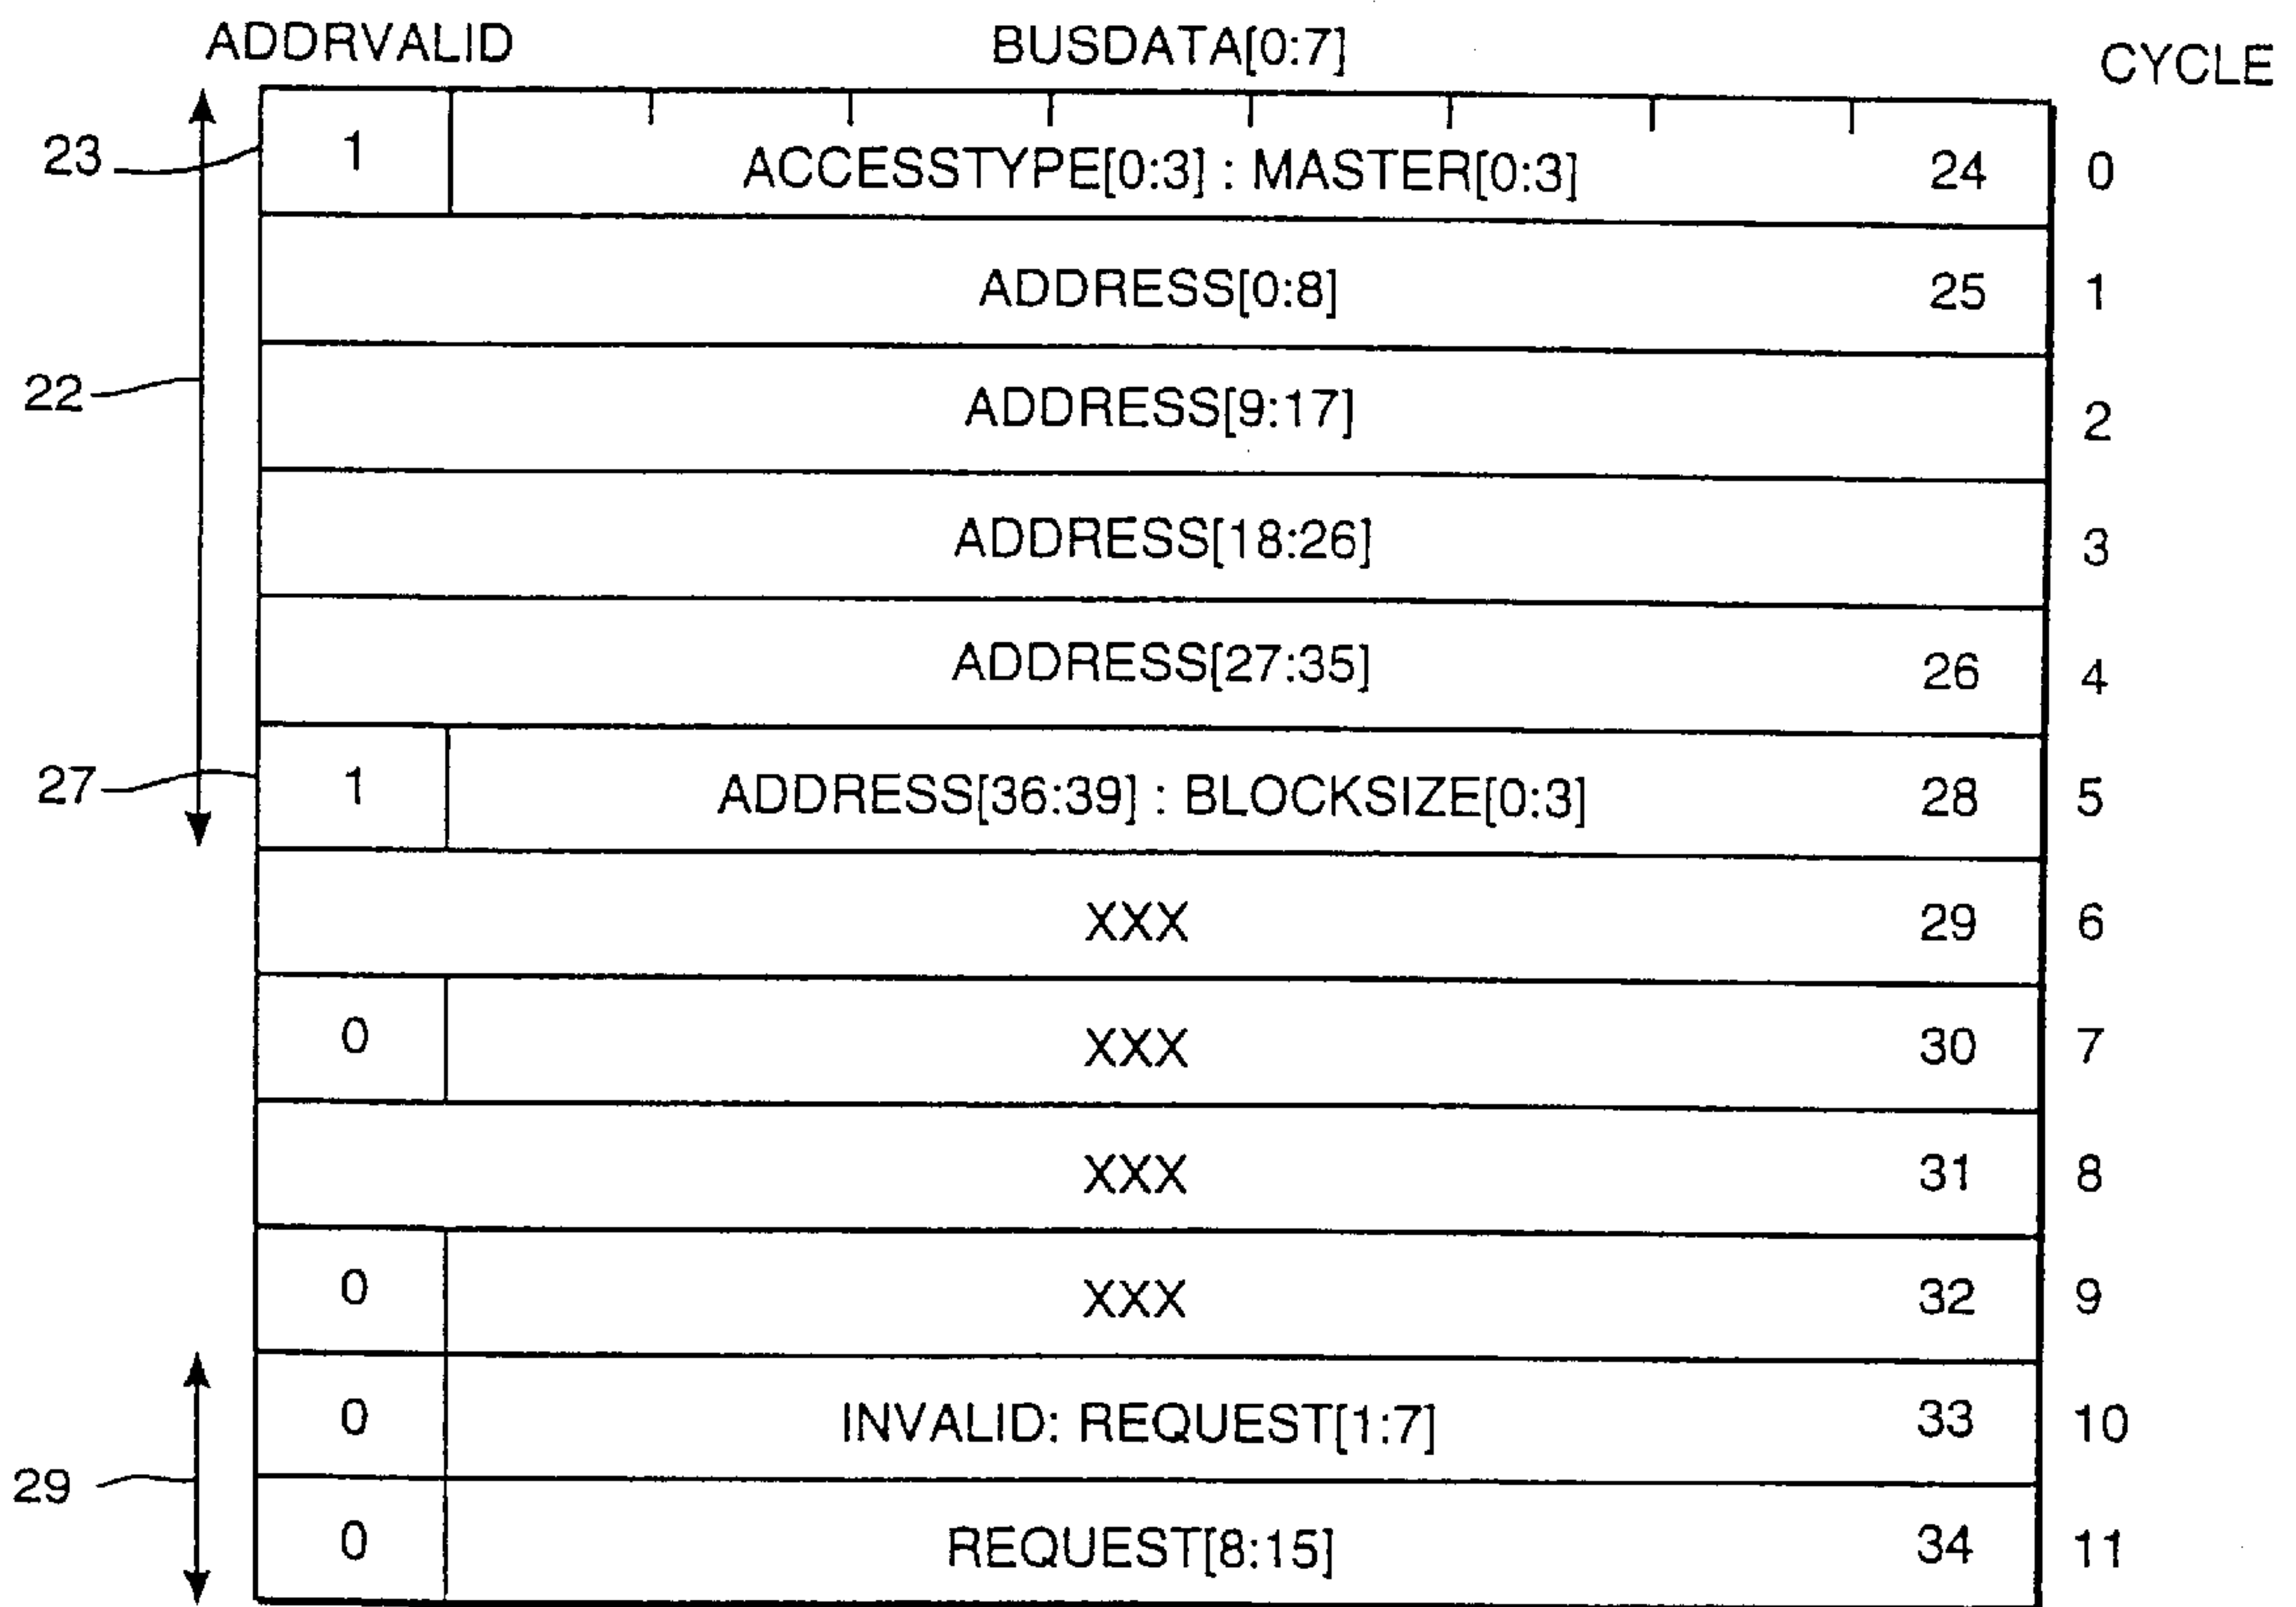 ADDRVALID BUSDATA[0:7] CYCLE
23 1 ACCESSTYPE[0:3] : MASTER[0:3] 24 0
ADDRESS[0:8] 25 1
22 ADDRESS[9:17] 2
ADDRESS[18:26] 3
ADDRESS[27:35] 26 4
27 1 ADDRESS[36:39] : BLOCKSIZE[0:3] 28 5
XXX 29 6
0 XXX 30 7
XXX 31 8
0 XXX 32 9
0 INVALID: REQUEST[1:7] 33 10
29 0 REQUEST[8:15] 34 11